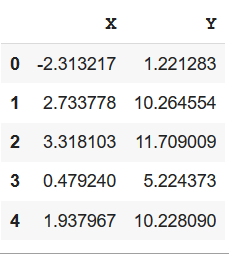 X Y
0 -2.313217 1.221283
1 2.733778 10.264554
2 3.318103 11.709009
3 0.479240 5.224373
4 1.937967 10.228090